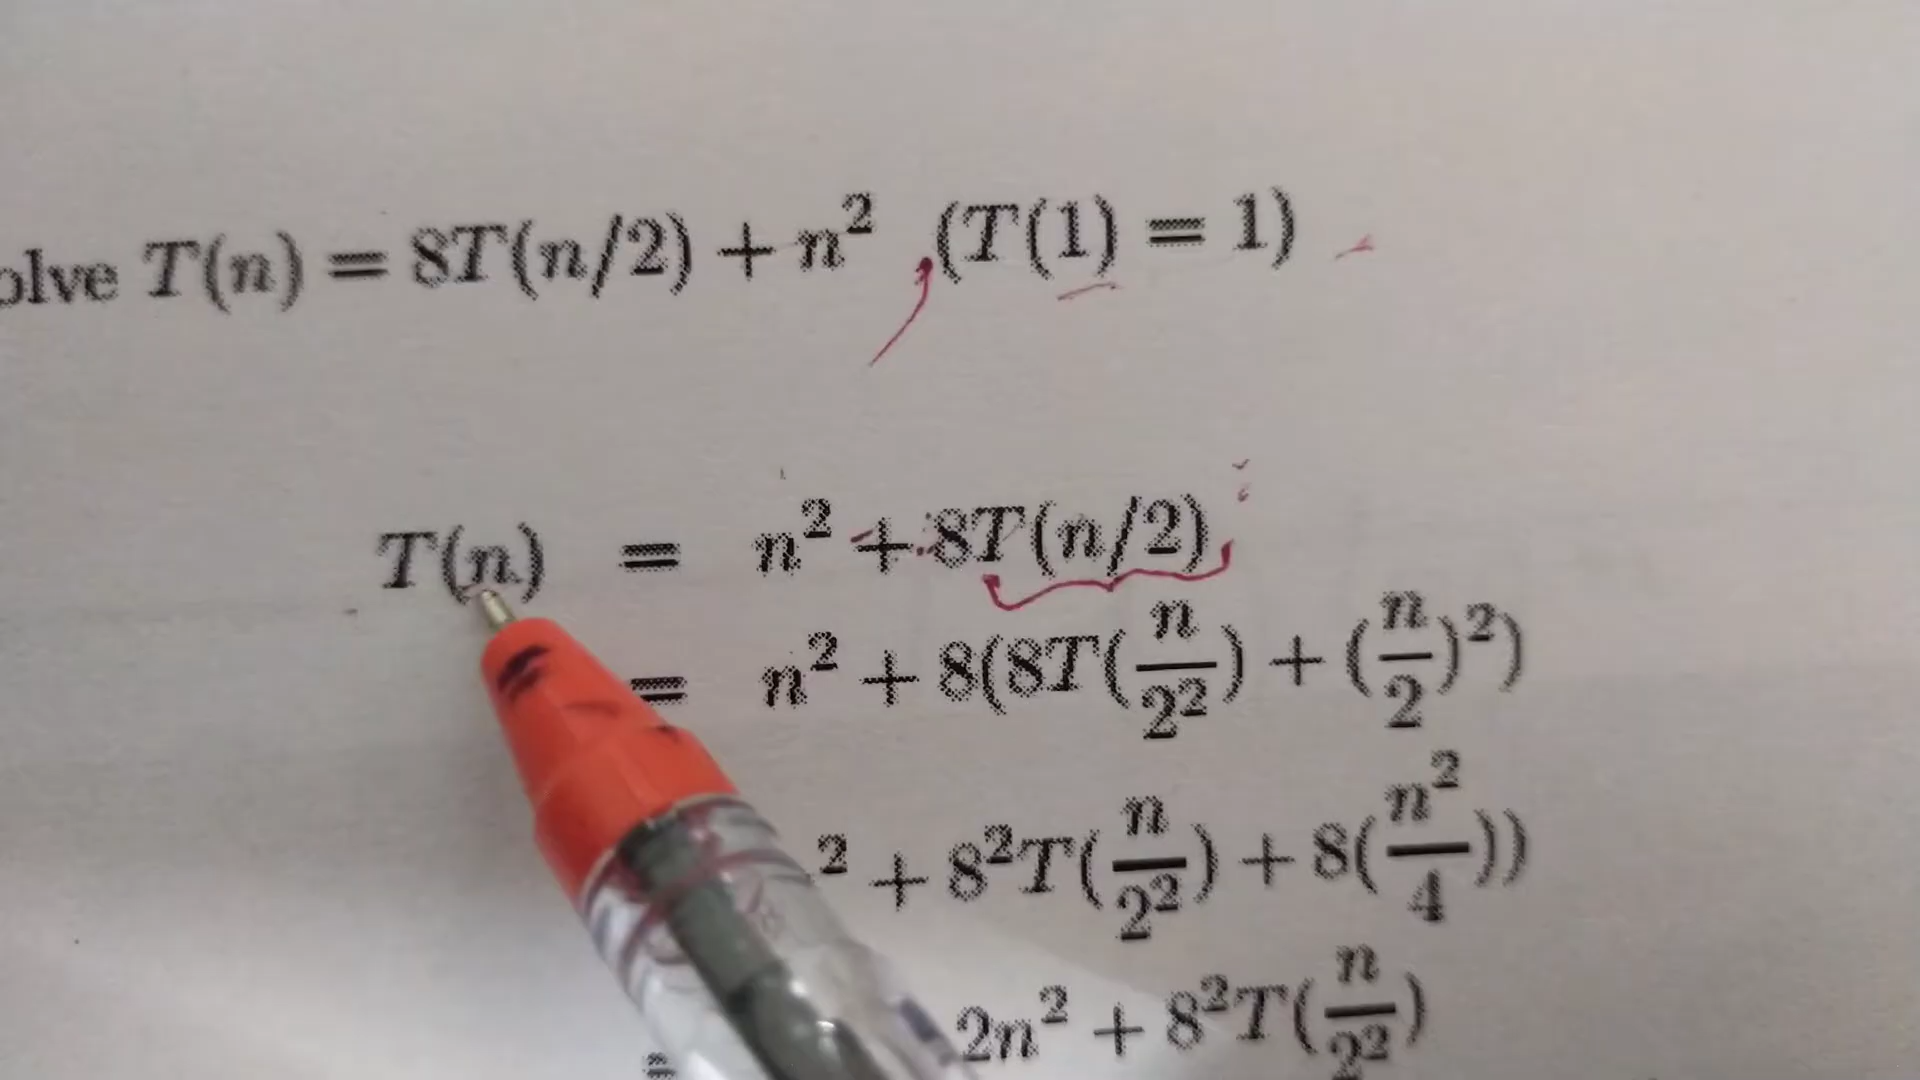 olve T(n) = 8T(n/2) + n² (T(1) = 1)
T(n) = n² + 8T(n/2)
= n² + 8(8T(n/2²) + (n/2)²)
² + 8²T(n/2²) + 8(n²/4))
= 2n² + 8²T(n/2²)